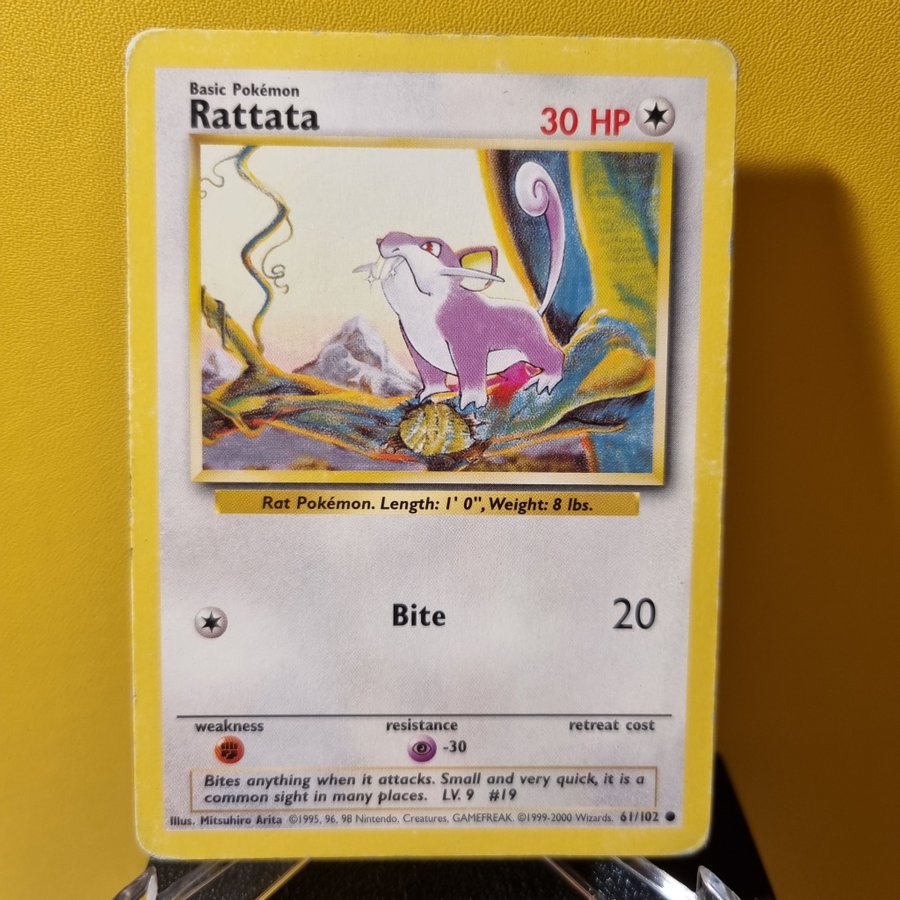 Basic Pokémon
Rattata
30 HP
Rat Pokémon. Length: 1' 0", Weight: 8 lbs.
Bite 20
weakness resistance retreat cost
-30
Bites anything when it attacks. Small and very quick, it is a
common sight in many places. LV. 9 #19
Illus. Mitsuhiro Arita ©1995, 96, 98 Nintendo, Creatures, GAMEFREAK. ©1999-2000 Wizards. 61/102